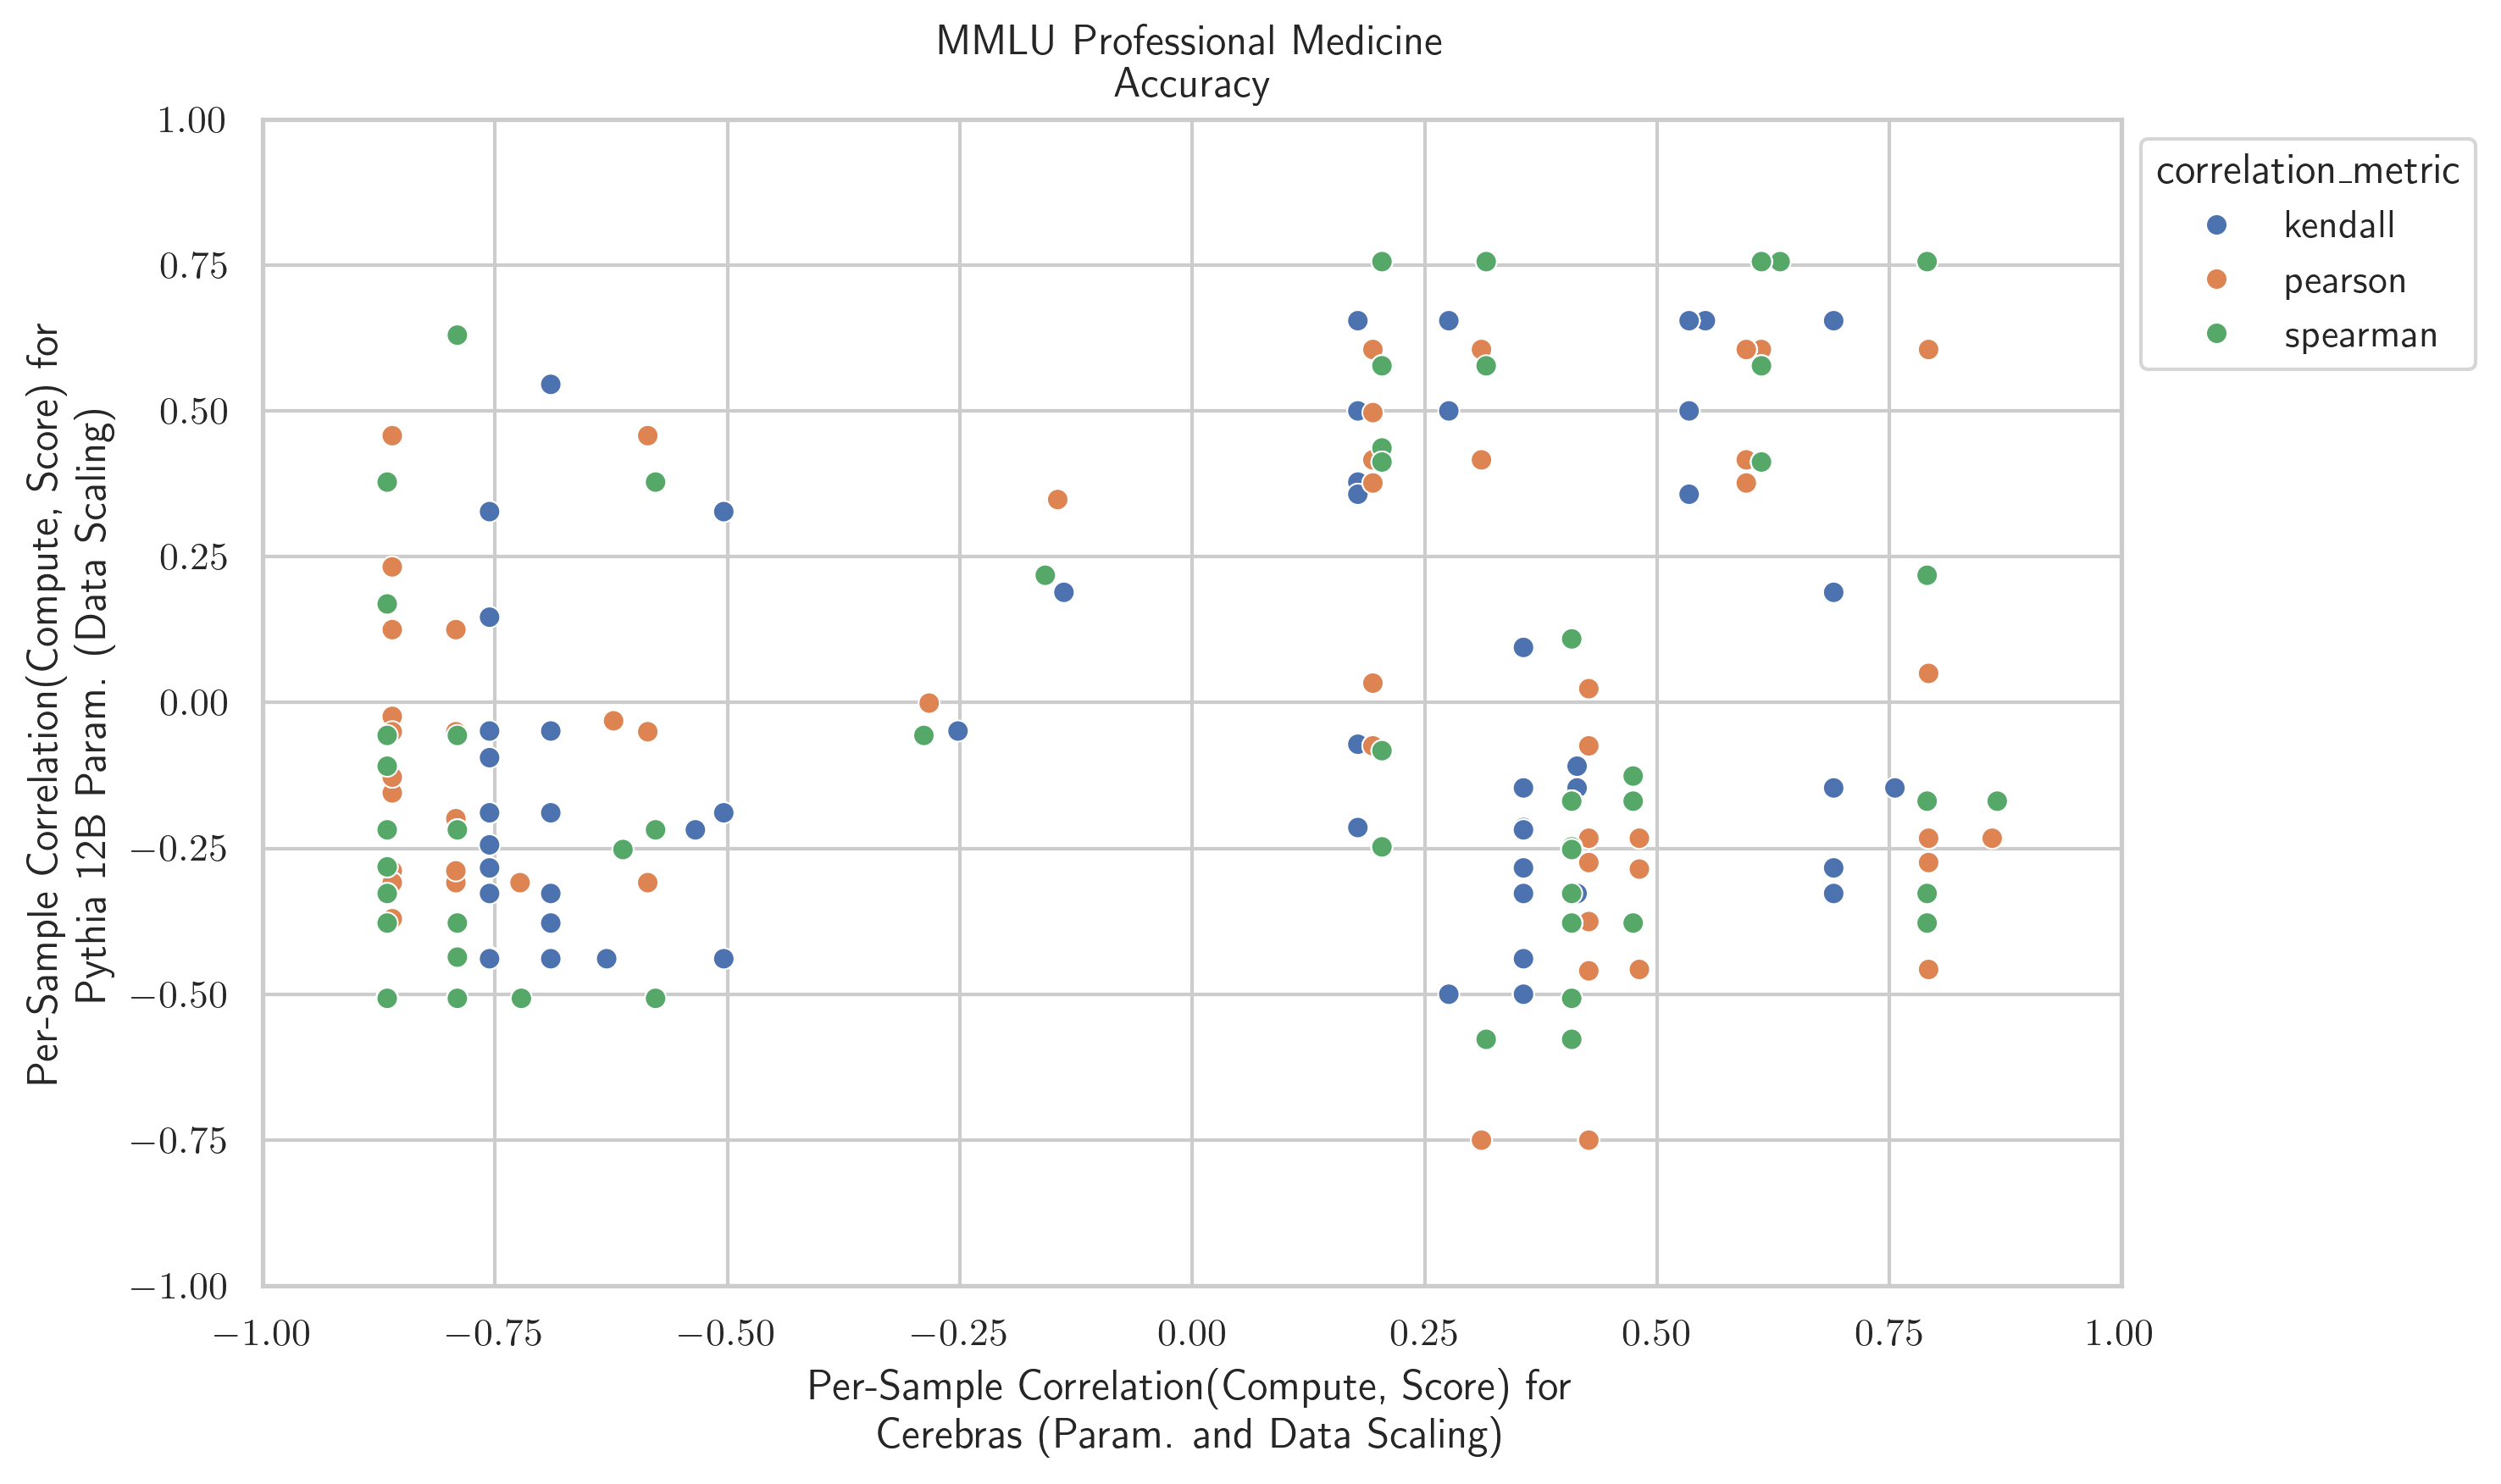 MMLU Professional Medicine
Accuracy
1.00
0.75
0.50
0.25
0.00
−0.25
−0.50
−0.75
−1.00
Per-Sample Correlation(Compute, Score) for
Pythia 12B Param. (Data Scaling)
correlation_metric
kendall
pearson
spearman
−1.00
−0.75
−0.50
−0.25
0.00
0.25
0.50
0.75
1.00
Per-Sample Correlation(Compute, Score) for
Cerebras (Param. and Data Scaling)